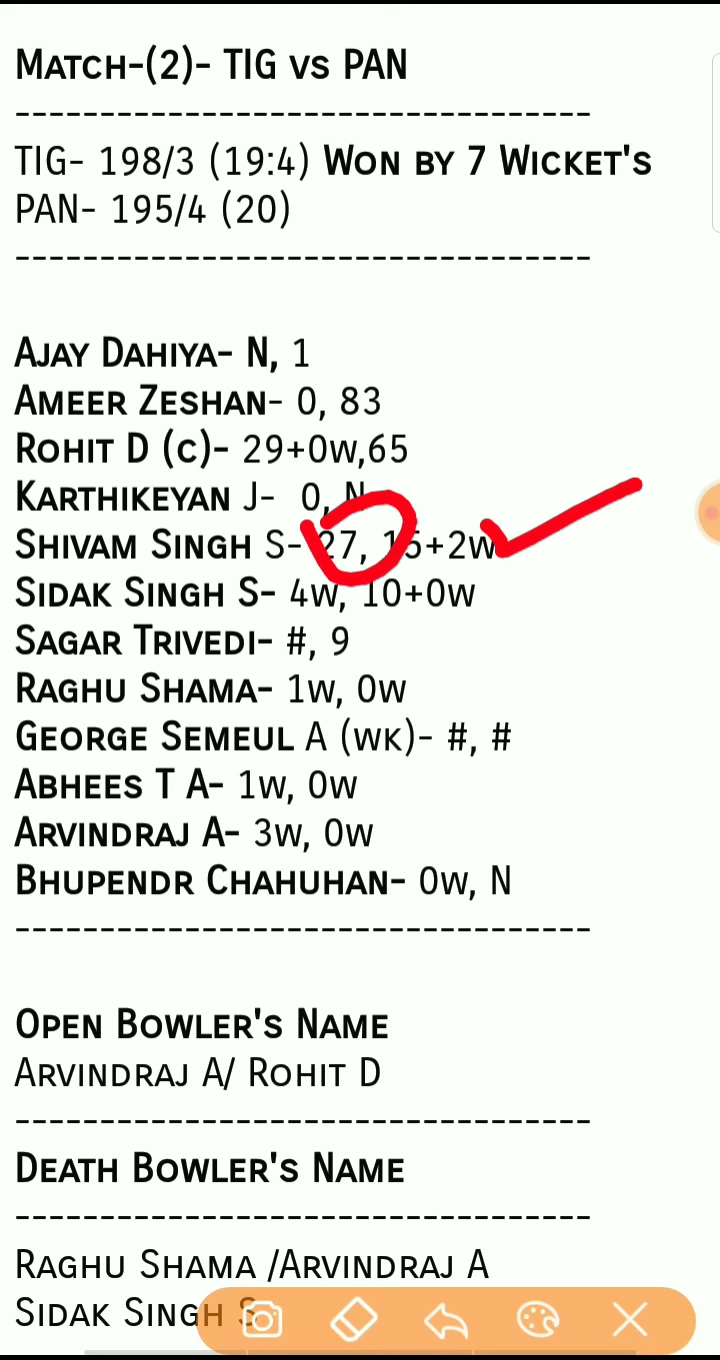 Match-(2)- TIG vs PAN
----------------------------------
TIG- 198/3 (19:4) Won by 7 Wicket's
PAN- 195/4 (20)
----------------------------------
Ajay Dahiya- N, 1
Ameer Zeshan- 0, 83
Rohit D (c)- 29+0w,65
Karthikeyan J- 0, N
Shivam Singh S- 27, 15+2w
Sidak Singh S- 4w, 10+0w
Sagar Trivedi- #, 9
Raghu Shama- 1w, 0w
George Semeul A (wk)- #, #
Abhees T A- 1w, 0w
Arvindraj A- 3w, 0w
Bhupendr Chahuhan- 0w, N
----------------------------------
Open Bowler's Name
Arvindraj A/ Rohit D
----------------------------------
Death Bowler's Name
----------------------------------
Raghu Shama /Arvindraj A
Sidak Singh S